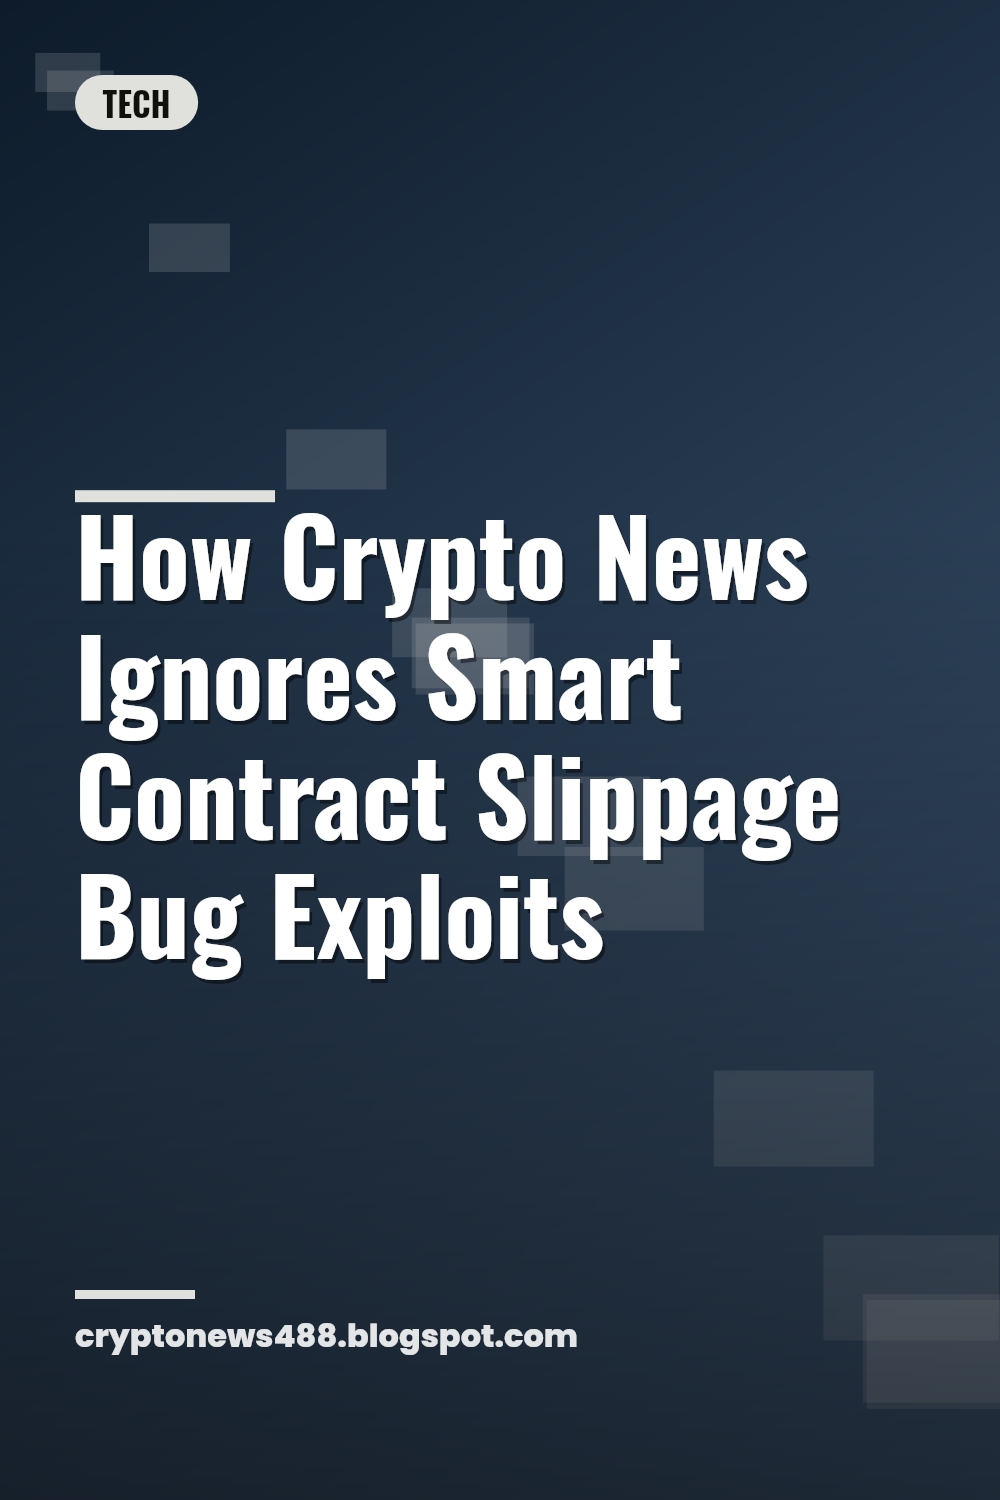 TECH
How Crypto News
Ignores Smart
Contract Slippage
Bug Exploits
cryptonews488.blogspot.com